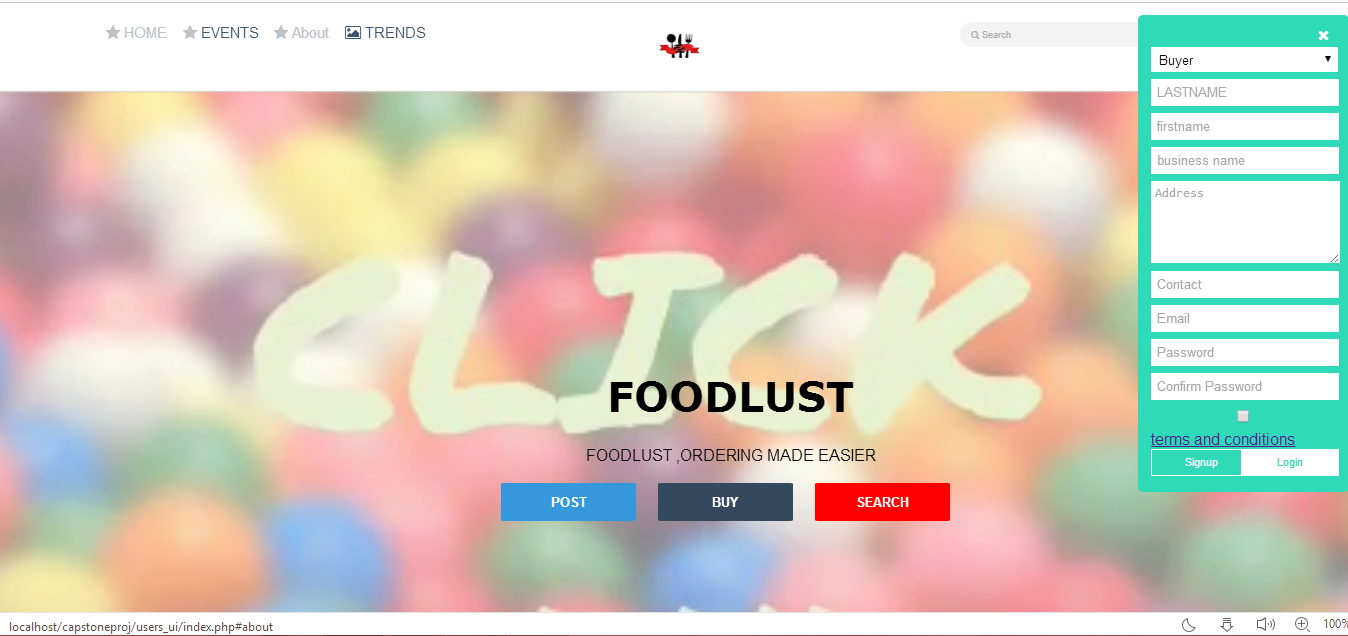 HOME EVENTS About TRENDS
Search
Buyer
LASTNAME
firstname
business name
Address
Contact
Email
Password
Confirm Password
terms and conditions
Signup Login
CLICK
FOODLUST
FOODLUST ,ORDERING MADE EASIER
POST BUY SEARCH
localhost/capstoneproj/users_ui/index.php#about
100%